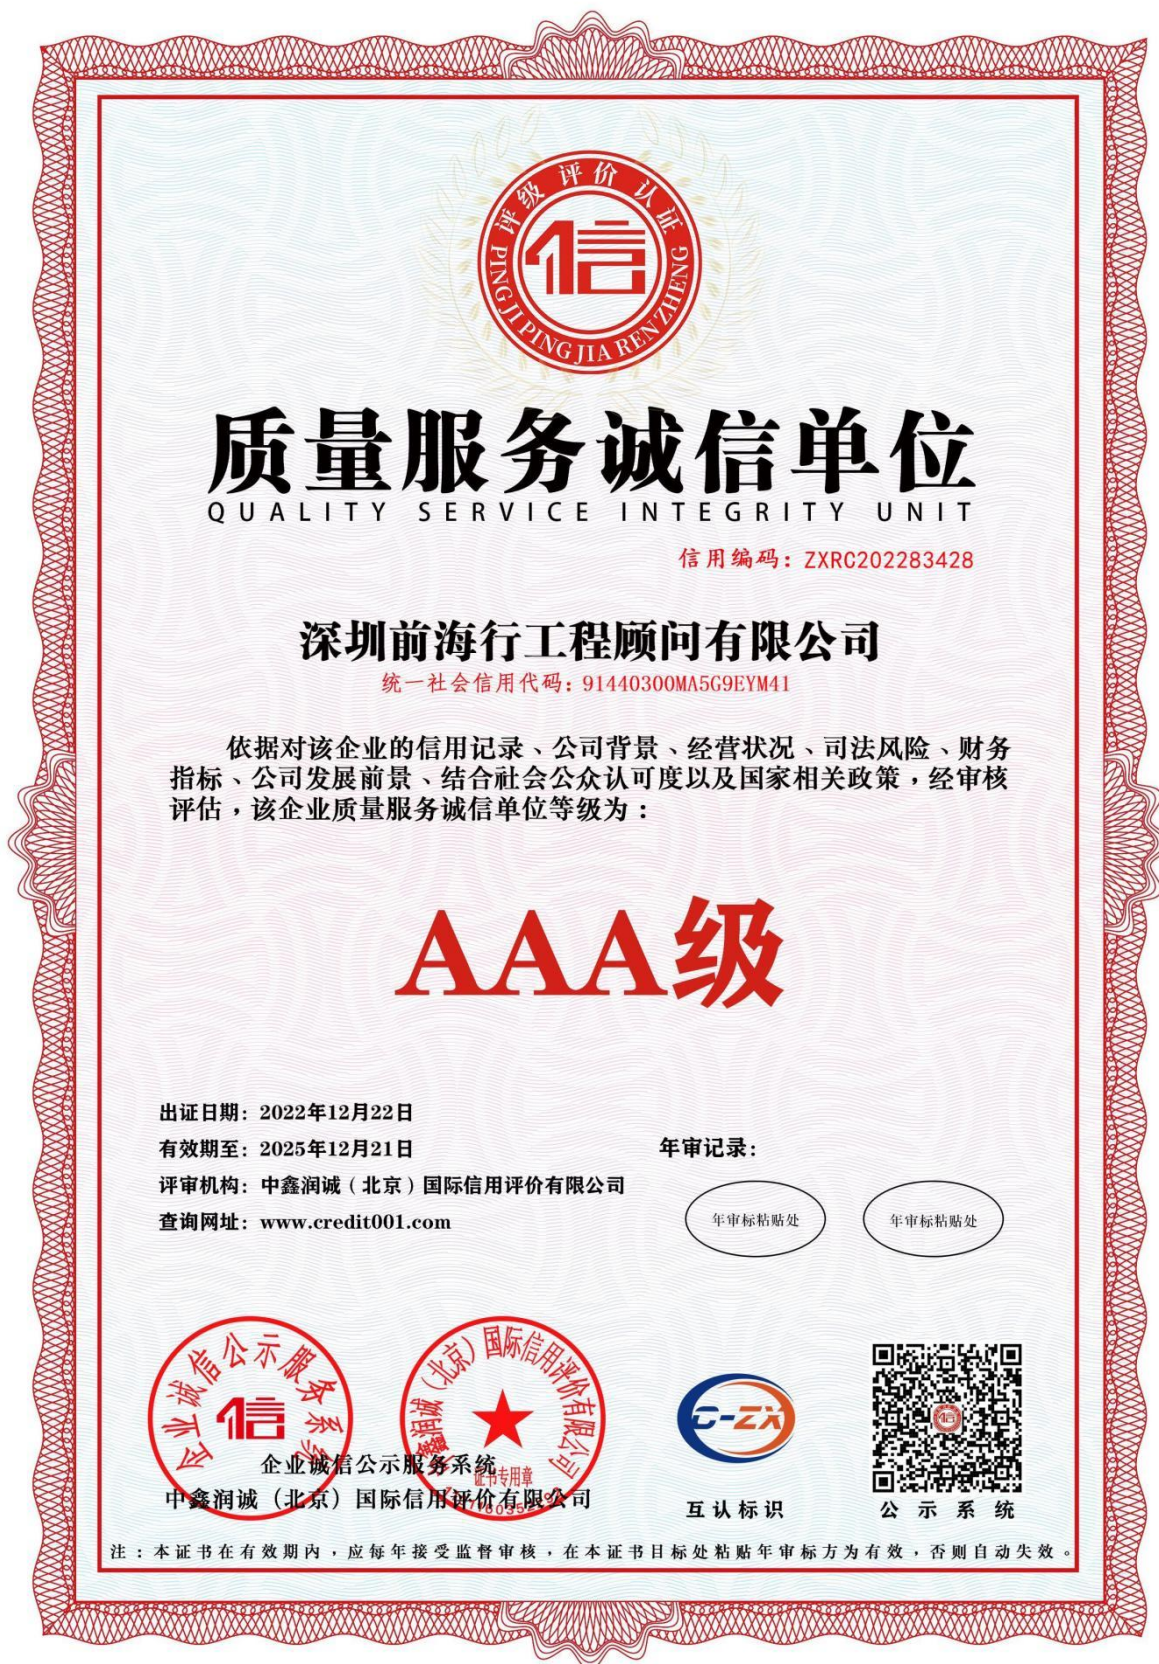 评级 评价 认证
信
PING JI PING JIA REN ZHENG
质量服务诚信单位
QUALITY SERVICE INTEGRITY UNIT
信用编码：ZXRC202283428
深圳前海行工程顾问有限公司
统一社会信用代码：91440300MA5G9EYM41
依据对该企业的信用记录、公司背景、经营状况、司法风险、财务
指标、公司发展前景、结合社会公众认可度以及国家相关政策，经审核
评估，该企业质量服务诚信单位等级为：
AAA级
出证日期：2022年12月22日
有效期至：2025年12月21日
评审机构：中鑫润诚（北京）国际信用评价有限公司
查询网址：www.credit001.com
年审记录：
年审标粘贴处
年审标粘贴处
企业诚信公示服务系统
信
中鑫润诚（北京）国际信用评价有限公司
证书专用章
企业诚信公示服务系统
中鑫润诚（北京）国际信用评价有限公司
C-ZX
互认标识
信
公示系统
注：本证书在有效期内，应每年接受监督审核，在本证书目标处粘贴年审标方为有效，否则自动失效。